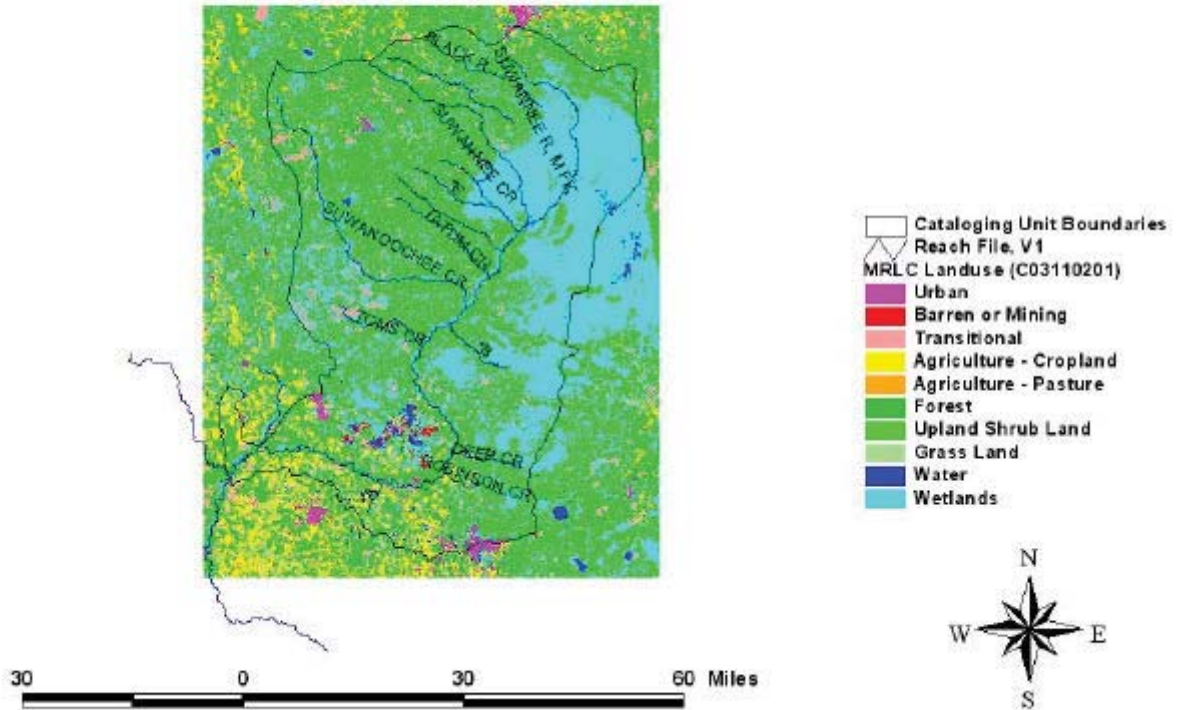 BLACK R.
SUWANNEE R, M FK
SUWANNEE CR
TATUM CR
SUWANOOCHEE CR
TOMS CR
DEEP CR
ROBINSON CR
Cataloging Unit Boundaries
Reach File, V1
MRLC Landuse (C03110201)
Urban
Barren or Mining
Transitional
Agriculture - Cropland
Agriculture - Pasture
Forest
Upland Shrub Land
Grass Land
Water
Wetlands
N
W E
S
30 0 30 60 Miles